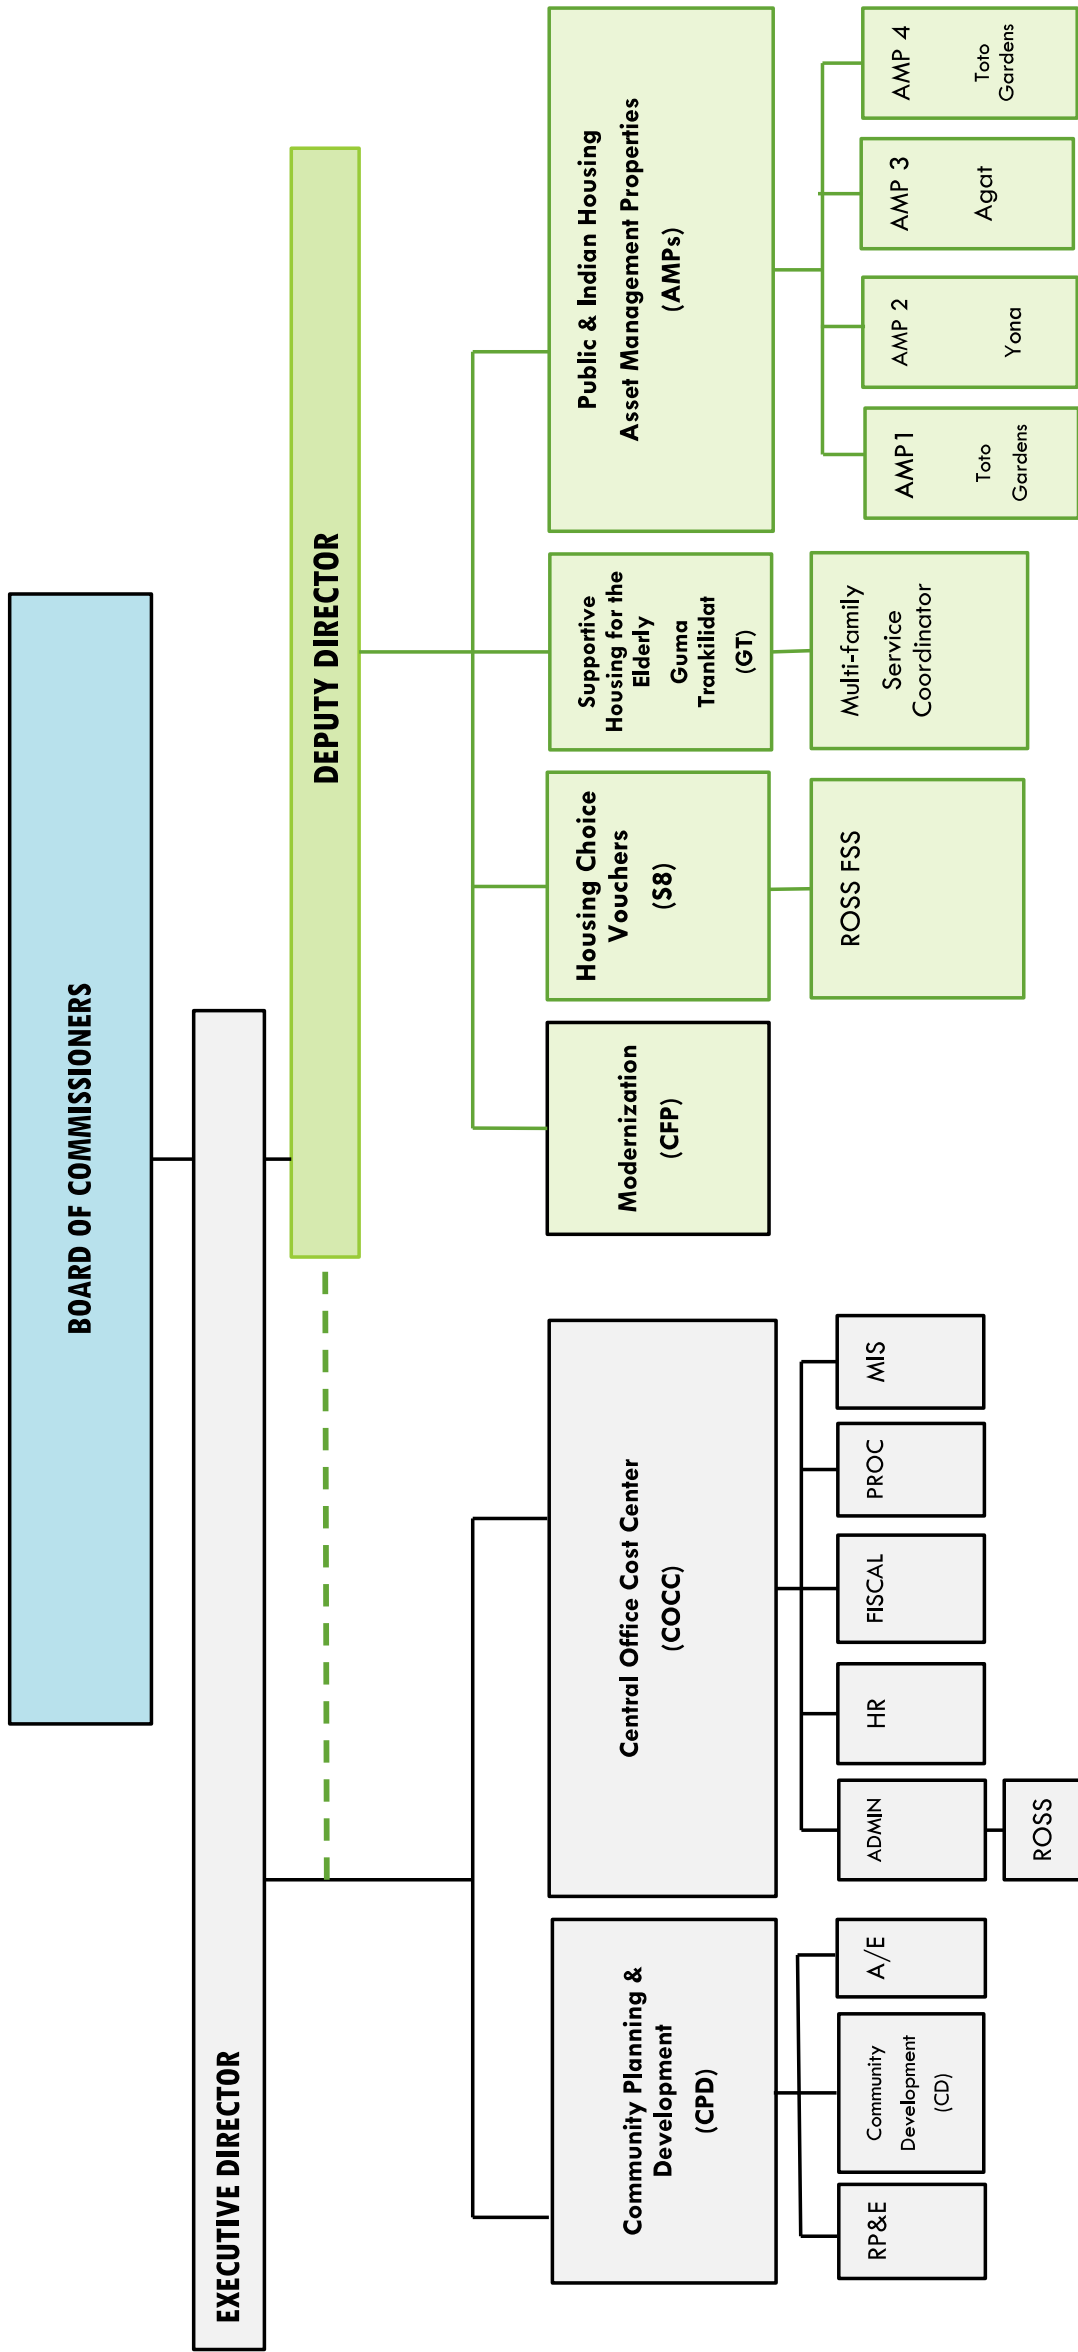 BOARD OF COMMISSIONERS
EXECUTIVE DIRECTOR
DEPUTY DIRECTOR
Community Planning &
Development
(CPD)
Central Office Cost Center
(COCC)
Modernization
(CFP)
Housing Choice
Vouchers
(S8)
Supportive
Housing for the
Elderly
Guma
Trankilidat
(GT)
Public & Indian Housing
Asset Management Properties
(AMPs)
RP&E
Community
Development
(CD)
A/E
ADMIN
HR
FISCAL
PROC
MIS
ROSS
ROSS FSS
Multi-family
Service
Coordinator
AMP1
Toto
Gardens
AMP 2
Yona
AMP 3
Agat
AMP 4
Toto
Gardens